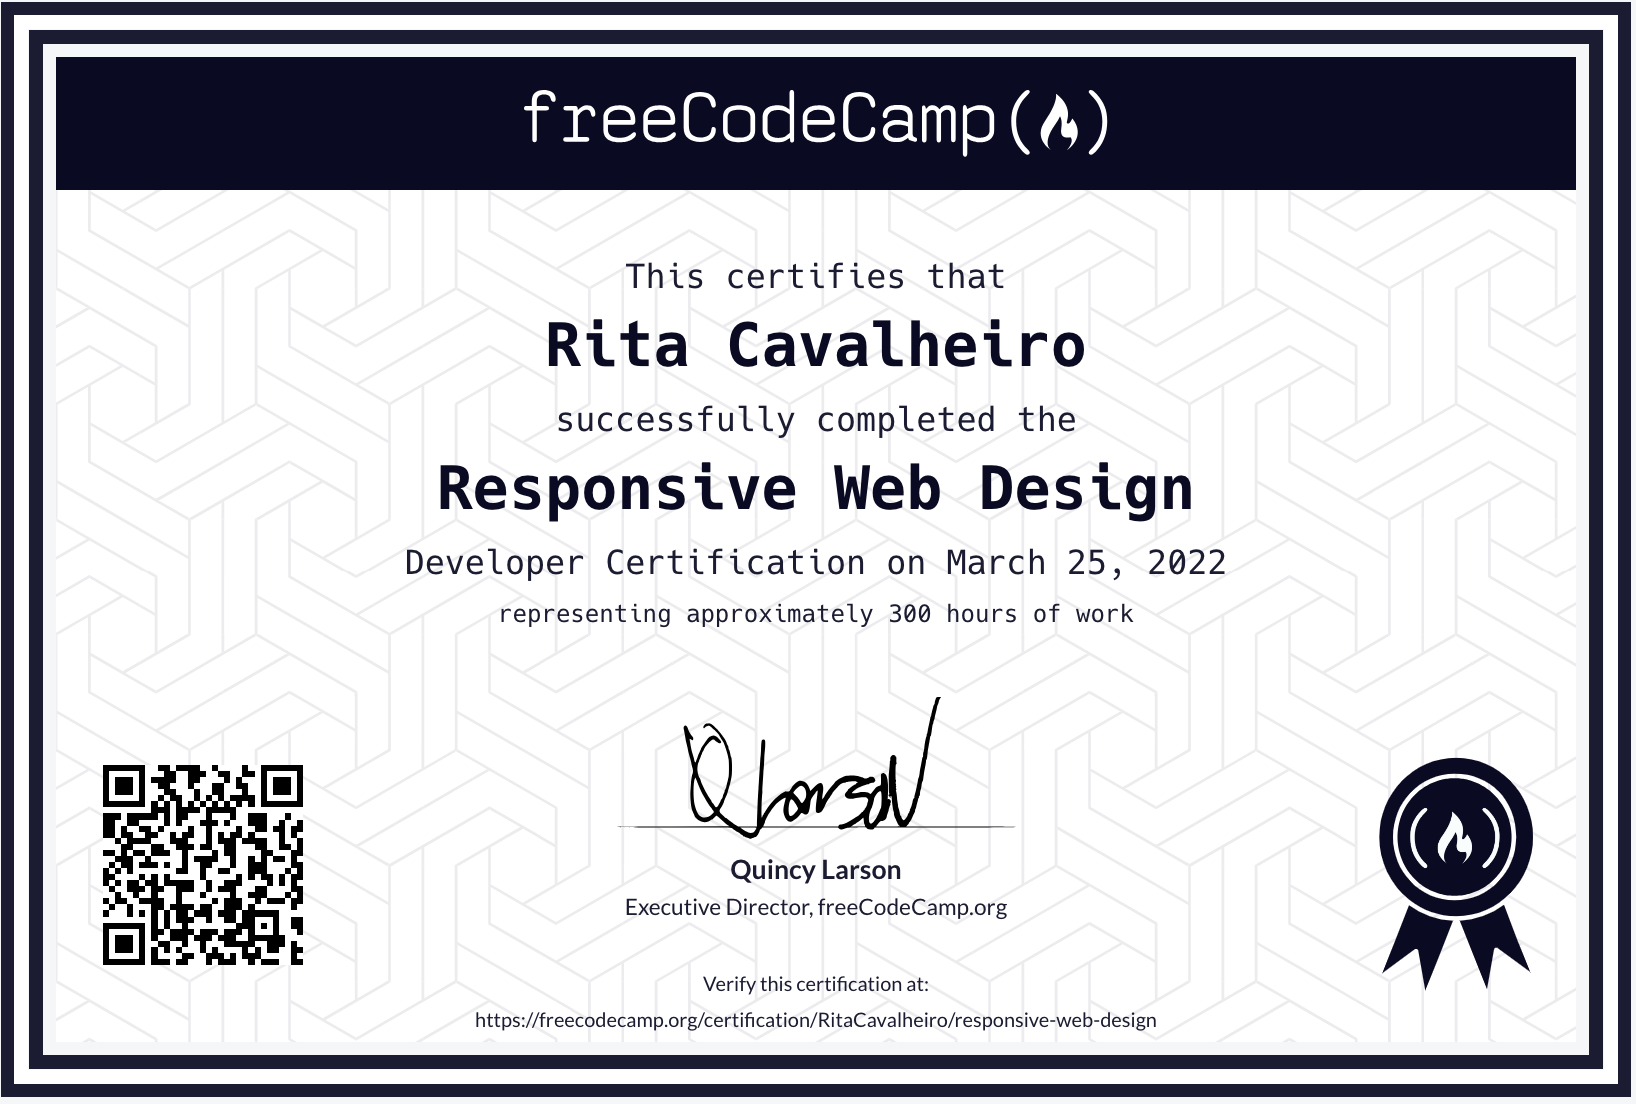 freeCodeCamp
This certifies that
Rita Cavalheiro
successfully completed the
Responsive Web Design
Developer Certification on March 25, 2022
representing approximately 300 hours of work
QLarson
Quincy Larson
Executive Director, freeCodeCamp.org
Verify this certification at:
https://freecodecamp.org/certification/RitaCavalheiro/responsive-web-design